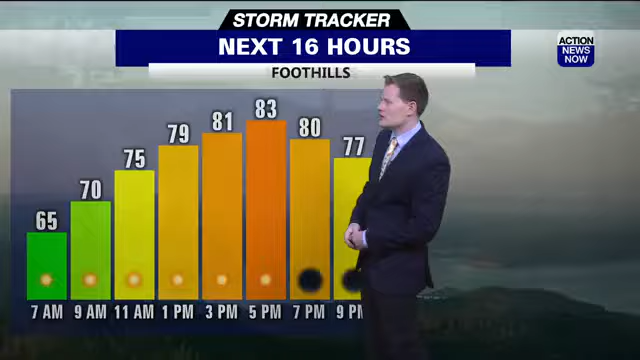 STORM TRACKER
NEXT 16 HOURS
FOOTHILLS
ACTION
NEWS
NOW
65 70 75 79 81 83 80 77
7 AM 9 AM 11 AM 1 PM 3 PM 5 PM 7 PM 9 PM